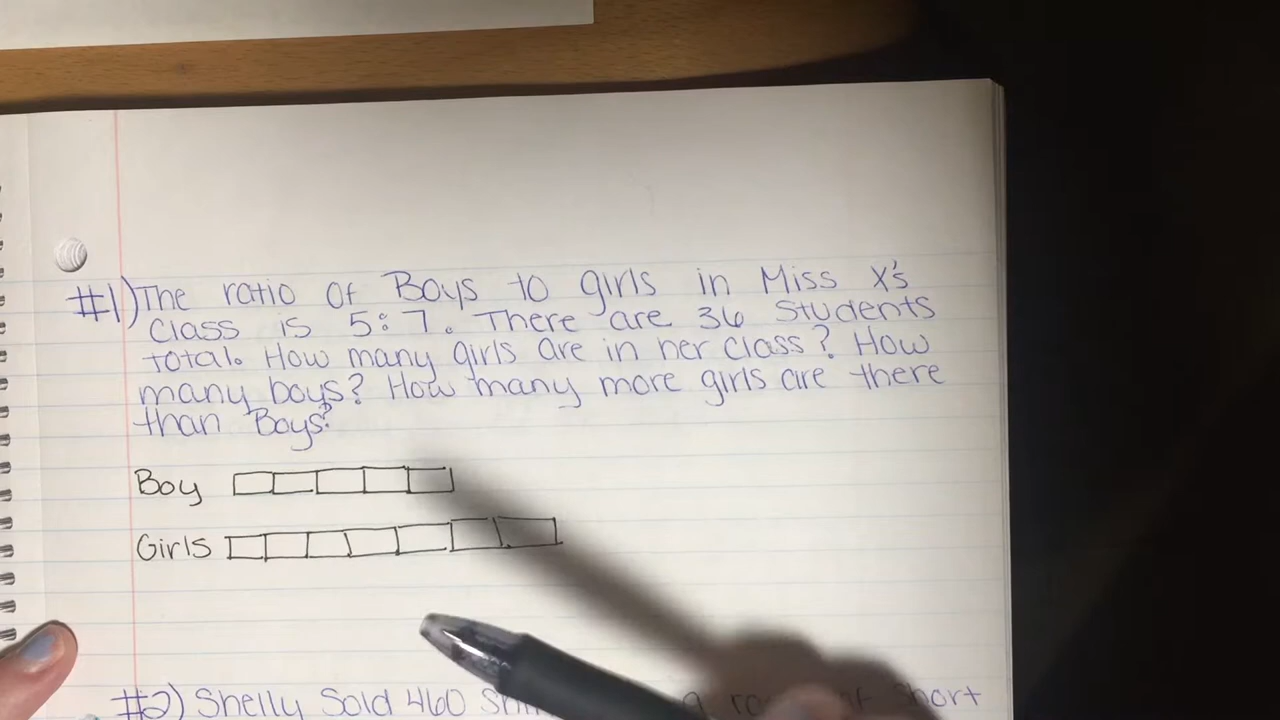 #1) The ratio of Boys to girls in Miss X's
class is 5:7. There are 36 Students
total. How many girls are in her class? How
many boys? How many more girls are there
than Boys?
Boy
Girls
#2) Shelly Sold 460 Short